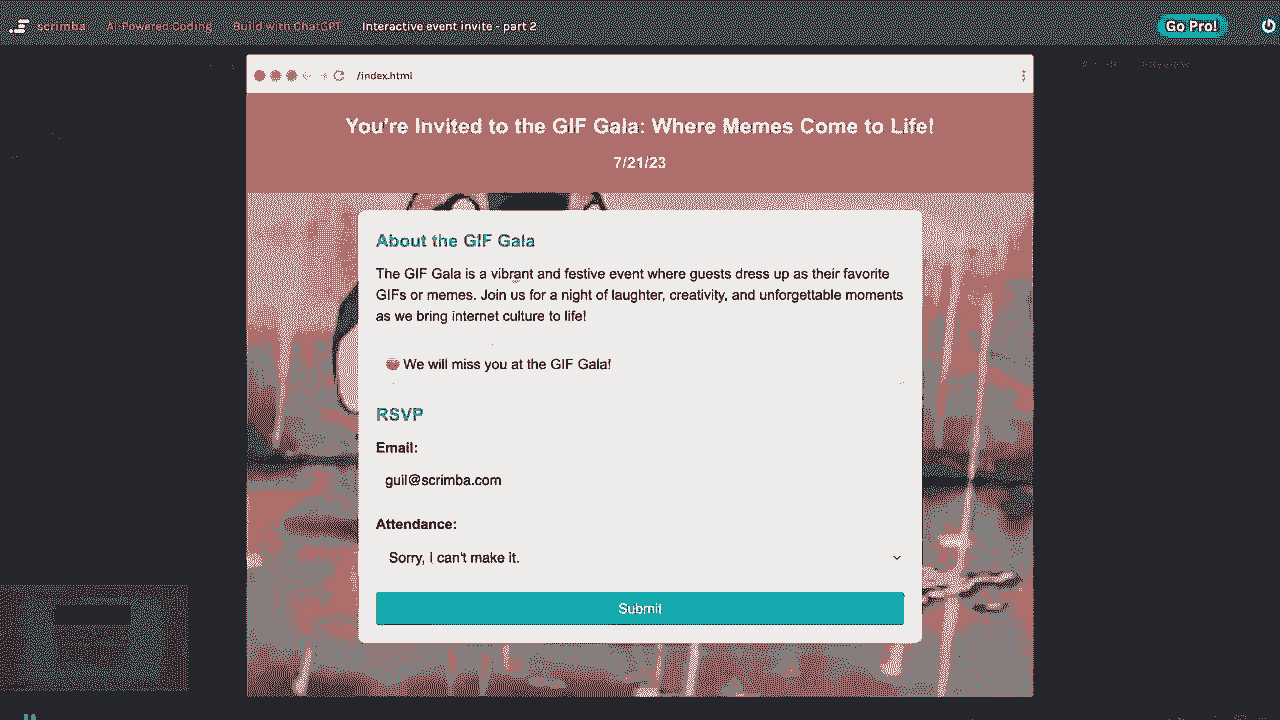 scrimba AI-Powered Coding Build with ChatGPT Interactive event invite - part 2 Go Pro!
/index.html
You're Invited to the GIF Gala: Where Memes Come to Life!
7/21/23
About the GIF Gala
The GIF Gala is a vibrant and festive event where guests dress up as their favorite
GIFs or memes. Join us for a night of laughter, creativity, and unforgettable moments
as we bring internet culture to life!
We will miss you at the GIF Gala!
RSVP
Email:
guil@scrimba.com
Attendance:
Sorry, I can't make it.
Submit